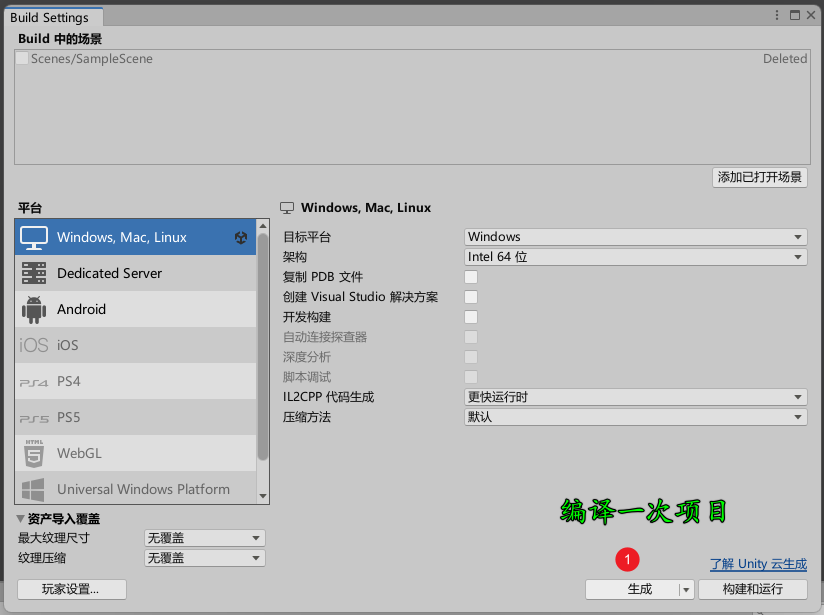 Build Settings
Build 中的场景
Scenes/SampleScene
Deleted
添加已打开场景
平台
Windows, Mac, Linux
Dedicated Server
Android
iOS iOS
PS4 PS4
PS5 PS5
HTML 5 WebGL
Universal Windows Platform
Windows, Mac, Linux
目标平台 Windows
架构 Intel 64 位
复制 PDB 文件
创建 Visual Studio 解决方案
开发构建
自动连接探查器
深度分析
脚本调试
IL2CPP 代码生成 更快运行时
压缩方法 默认
编译一次项目
资产导入覆盖
最大纹理尺寸 无覆盖
纹理压缩 无覆盖
1
了解 Unity 云生成
玩家设置...
生成
构建和运行